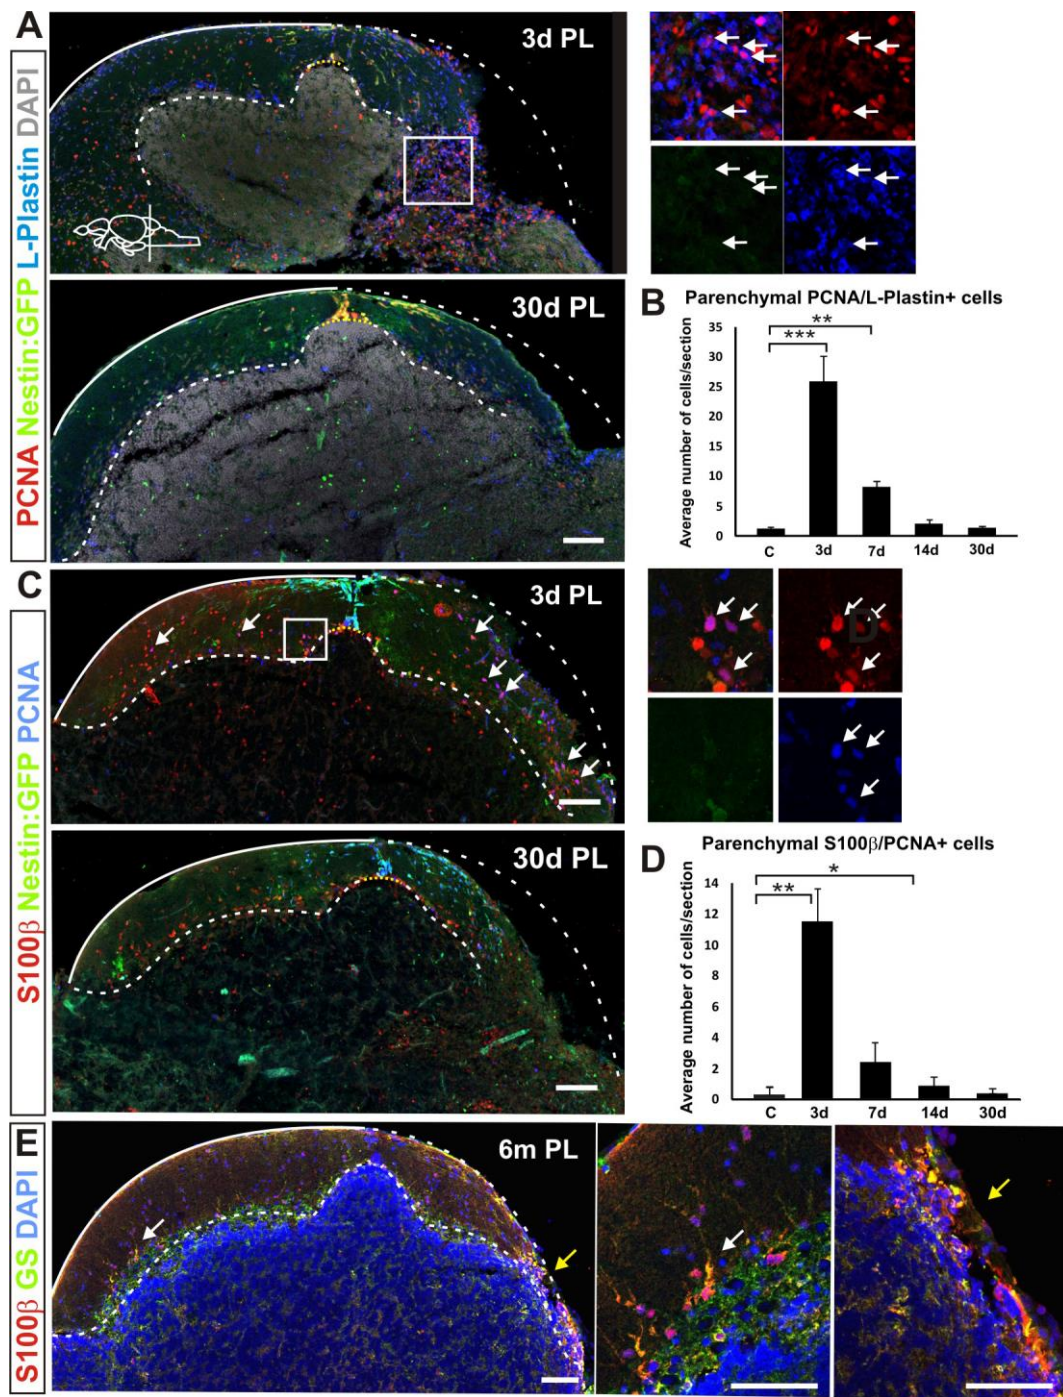 A
PCNA Nestin:GFP L-Plastin DAPI
3d PL
30d PL
B
Parenchymal PCNA/L-Plastin+ cells
Average number of cells/section
35
30
25
20
15
10
5
0
***
**
C 3d 7d 14d 30d
C
S100β Nestin:GFP PCNA
3d PL
30d PL
D
D
Parenchymal S100β/PCNA+ cells
Average number of cells/section
14
12
10
8
6
4
2
0
**
*
C 3d 7d 14d 30d
E
S100β GS DAPI
6m PL